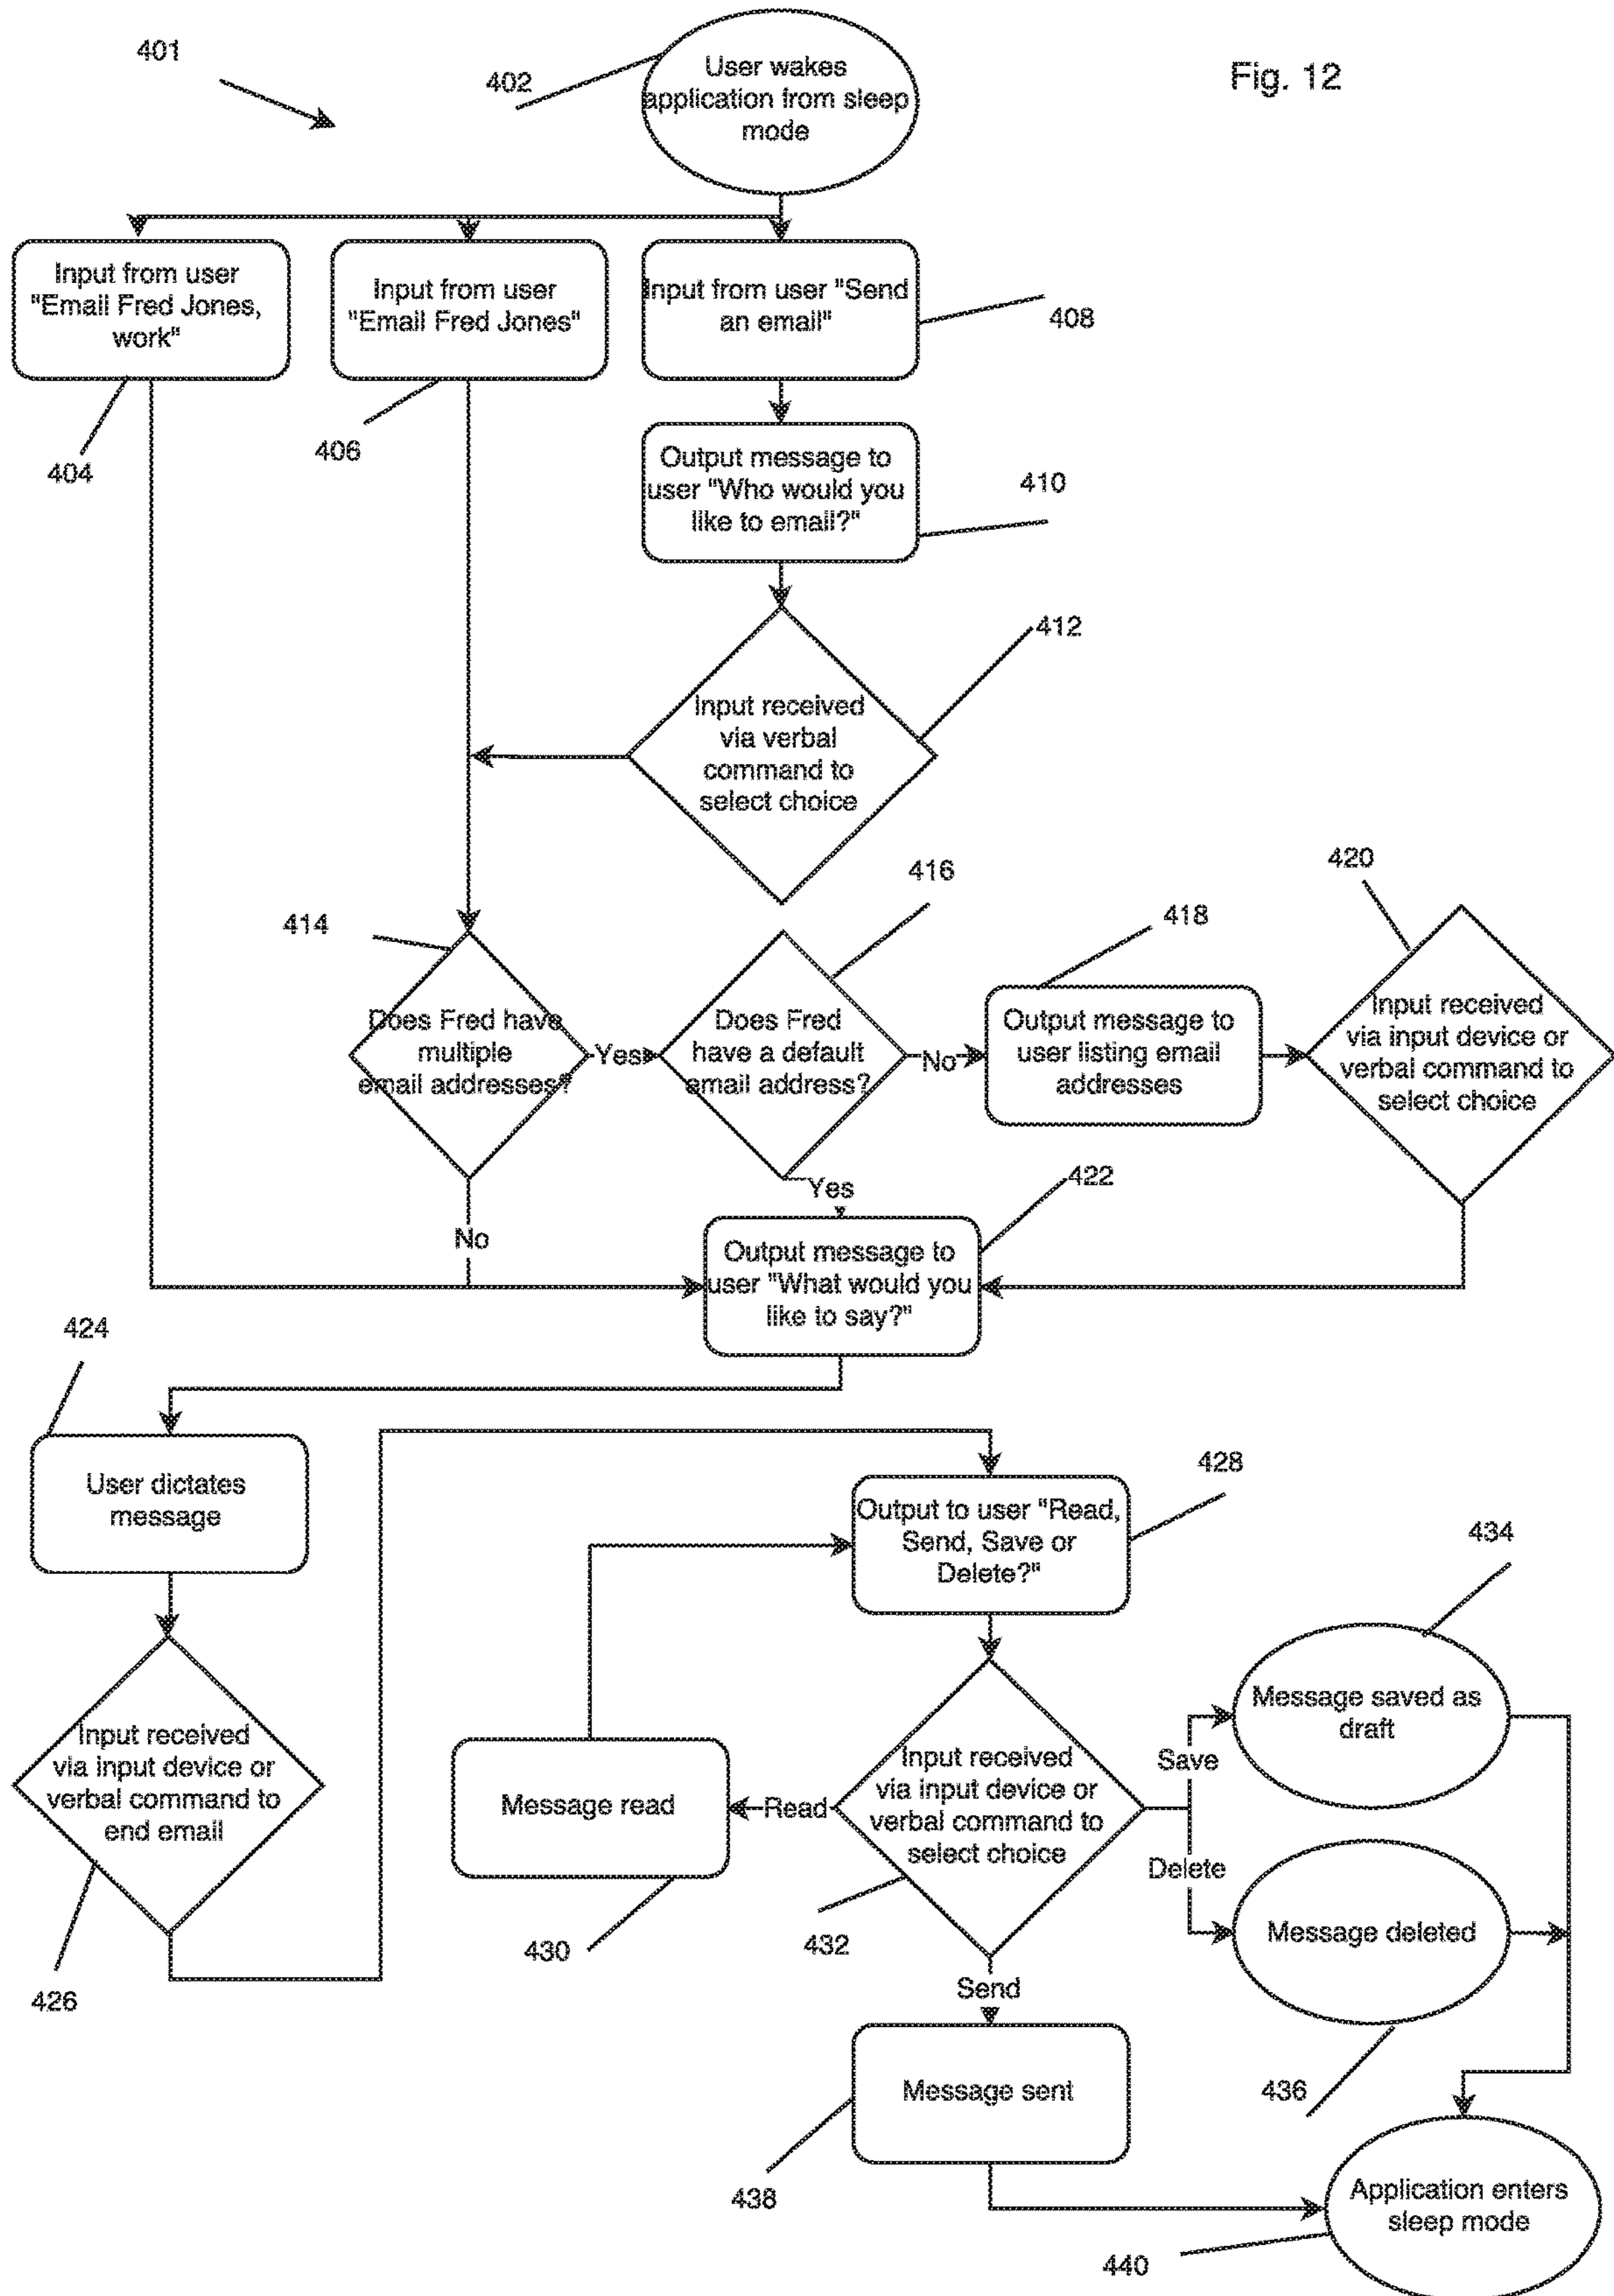 401
402
User wakes
application from sleep
mode
Fig. 12
Input from user
"Email Fred Jones,
work"
Input from user
"Email Fred Jones"
Input from user "Send
an email"
408
404
406
Output message to
user "Who would you
like to email?"
410
412
Input received
via verbal
command to
select choice
414
416
418
420
Does Fred have
multiple
email addresses?
Yes
Does Fred
have a default
email address?
No
Output message to
user listing email
addresses
Input received
via input device or
verbal command to
select choice
No
Yes
422
Output message to
user "What would you
like to say?"
424
User dictates
message
428
Output to user "Read,
Send, Save or
Delete?"
434
Input received
via input device or
verbal command to
end email
426
Message read
430
Read
Input received
via input device or
verbal command to
select choice
432
Save
Message saved as
draft
Delete
Message deleted
436
Send
Message sent
438
Application enters
sleep mode
440